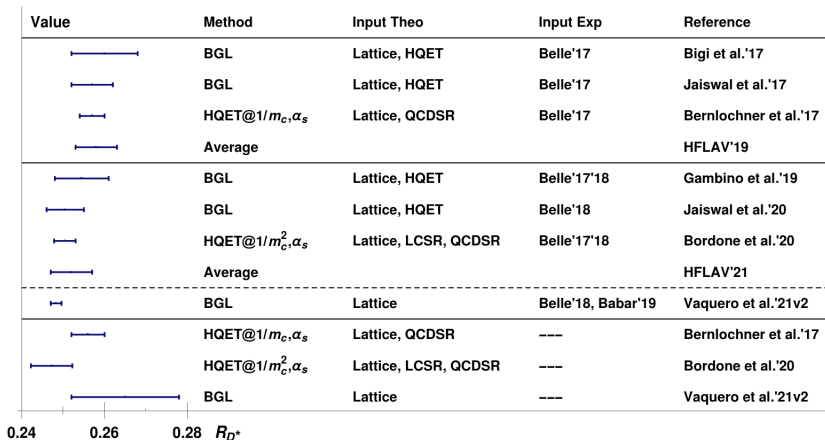 Value Method Input Theo Input Exp Reference
BGL Lattice, HQET Belle'17 Bigi et al.'17
BGL Lattice, HQET Belle'17 Jaiswal et al.'17
HQET@1/m_c,α_s Lattice, QCDSR Belle'17 Bernlochner et al.'17
Average HFLAV'19
BGL Lattice, HQET Belle'17'18 Gambino et al.'19
BGL Lattice, HQET Belle'18 Jaiswal et al.'20
HQET@1/m_c^2,α_s Lattice, LCSR, QCDSR Belle'17'18 Bordone et al.'20
Average HFLAV'21
BGL Lattice Belle'18, Babar'19 Vaquero et al.'21v2
HQET@1/m_c,α_s Lattice, QCDSR --- Bernlochner et al.'17
HQET@1/m_c^2,α_s Lattice, LCSR, QCDSR --- Bordone et al.'20
BGL Lattice --- Vaquero et al.'21v2
0.24 0.26 0.28 R_D*